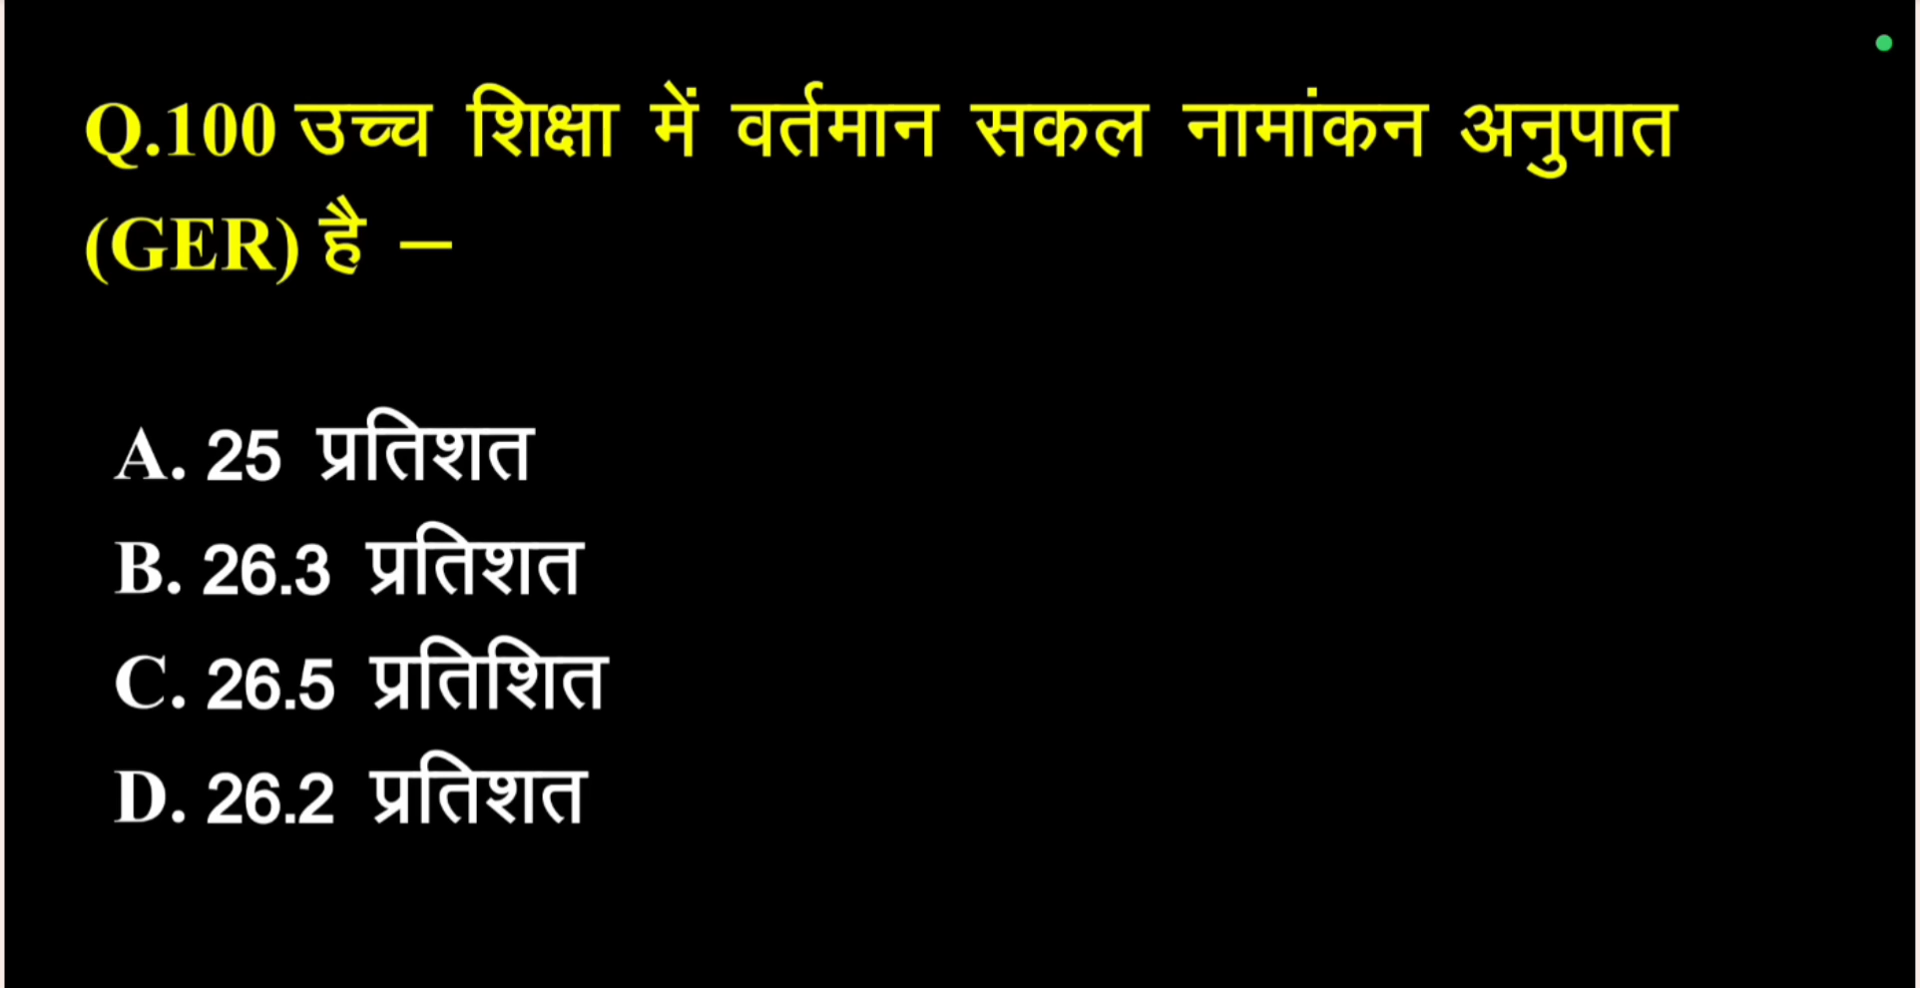 Q.100 उच्च शिक्षा में वर्तमान सकल नामांकन अनुपात
(GER) है –
A. 25 प्रतिशत
B. 26.3 प्रतिशत
C. 26.5 प्रतिशित
D. 26.2 प्रतिशत